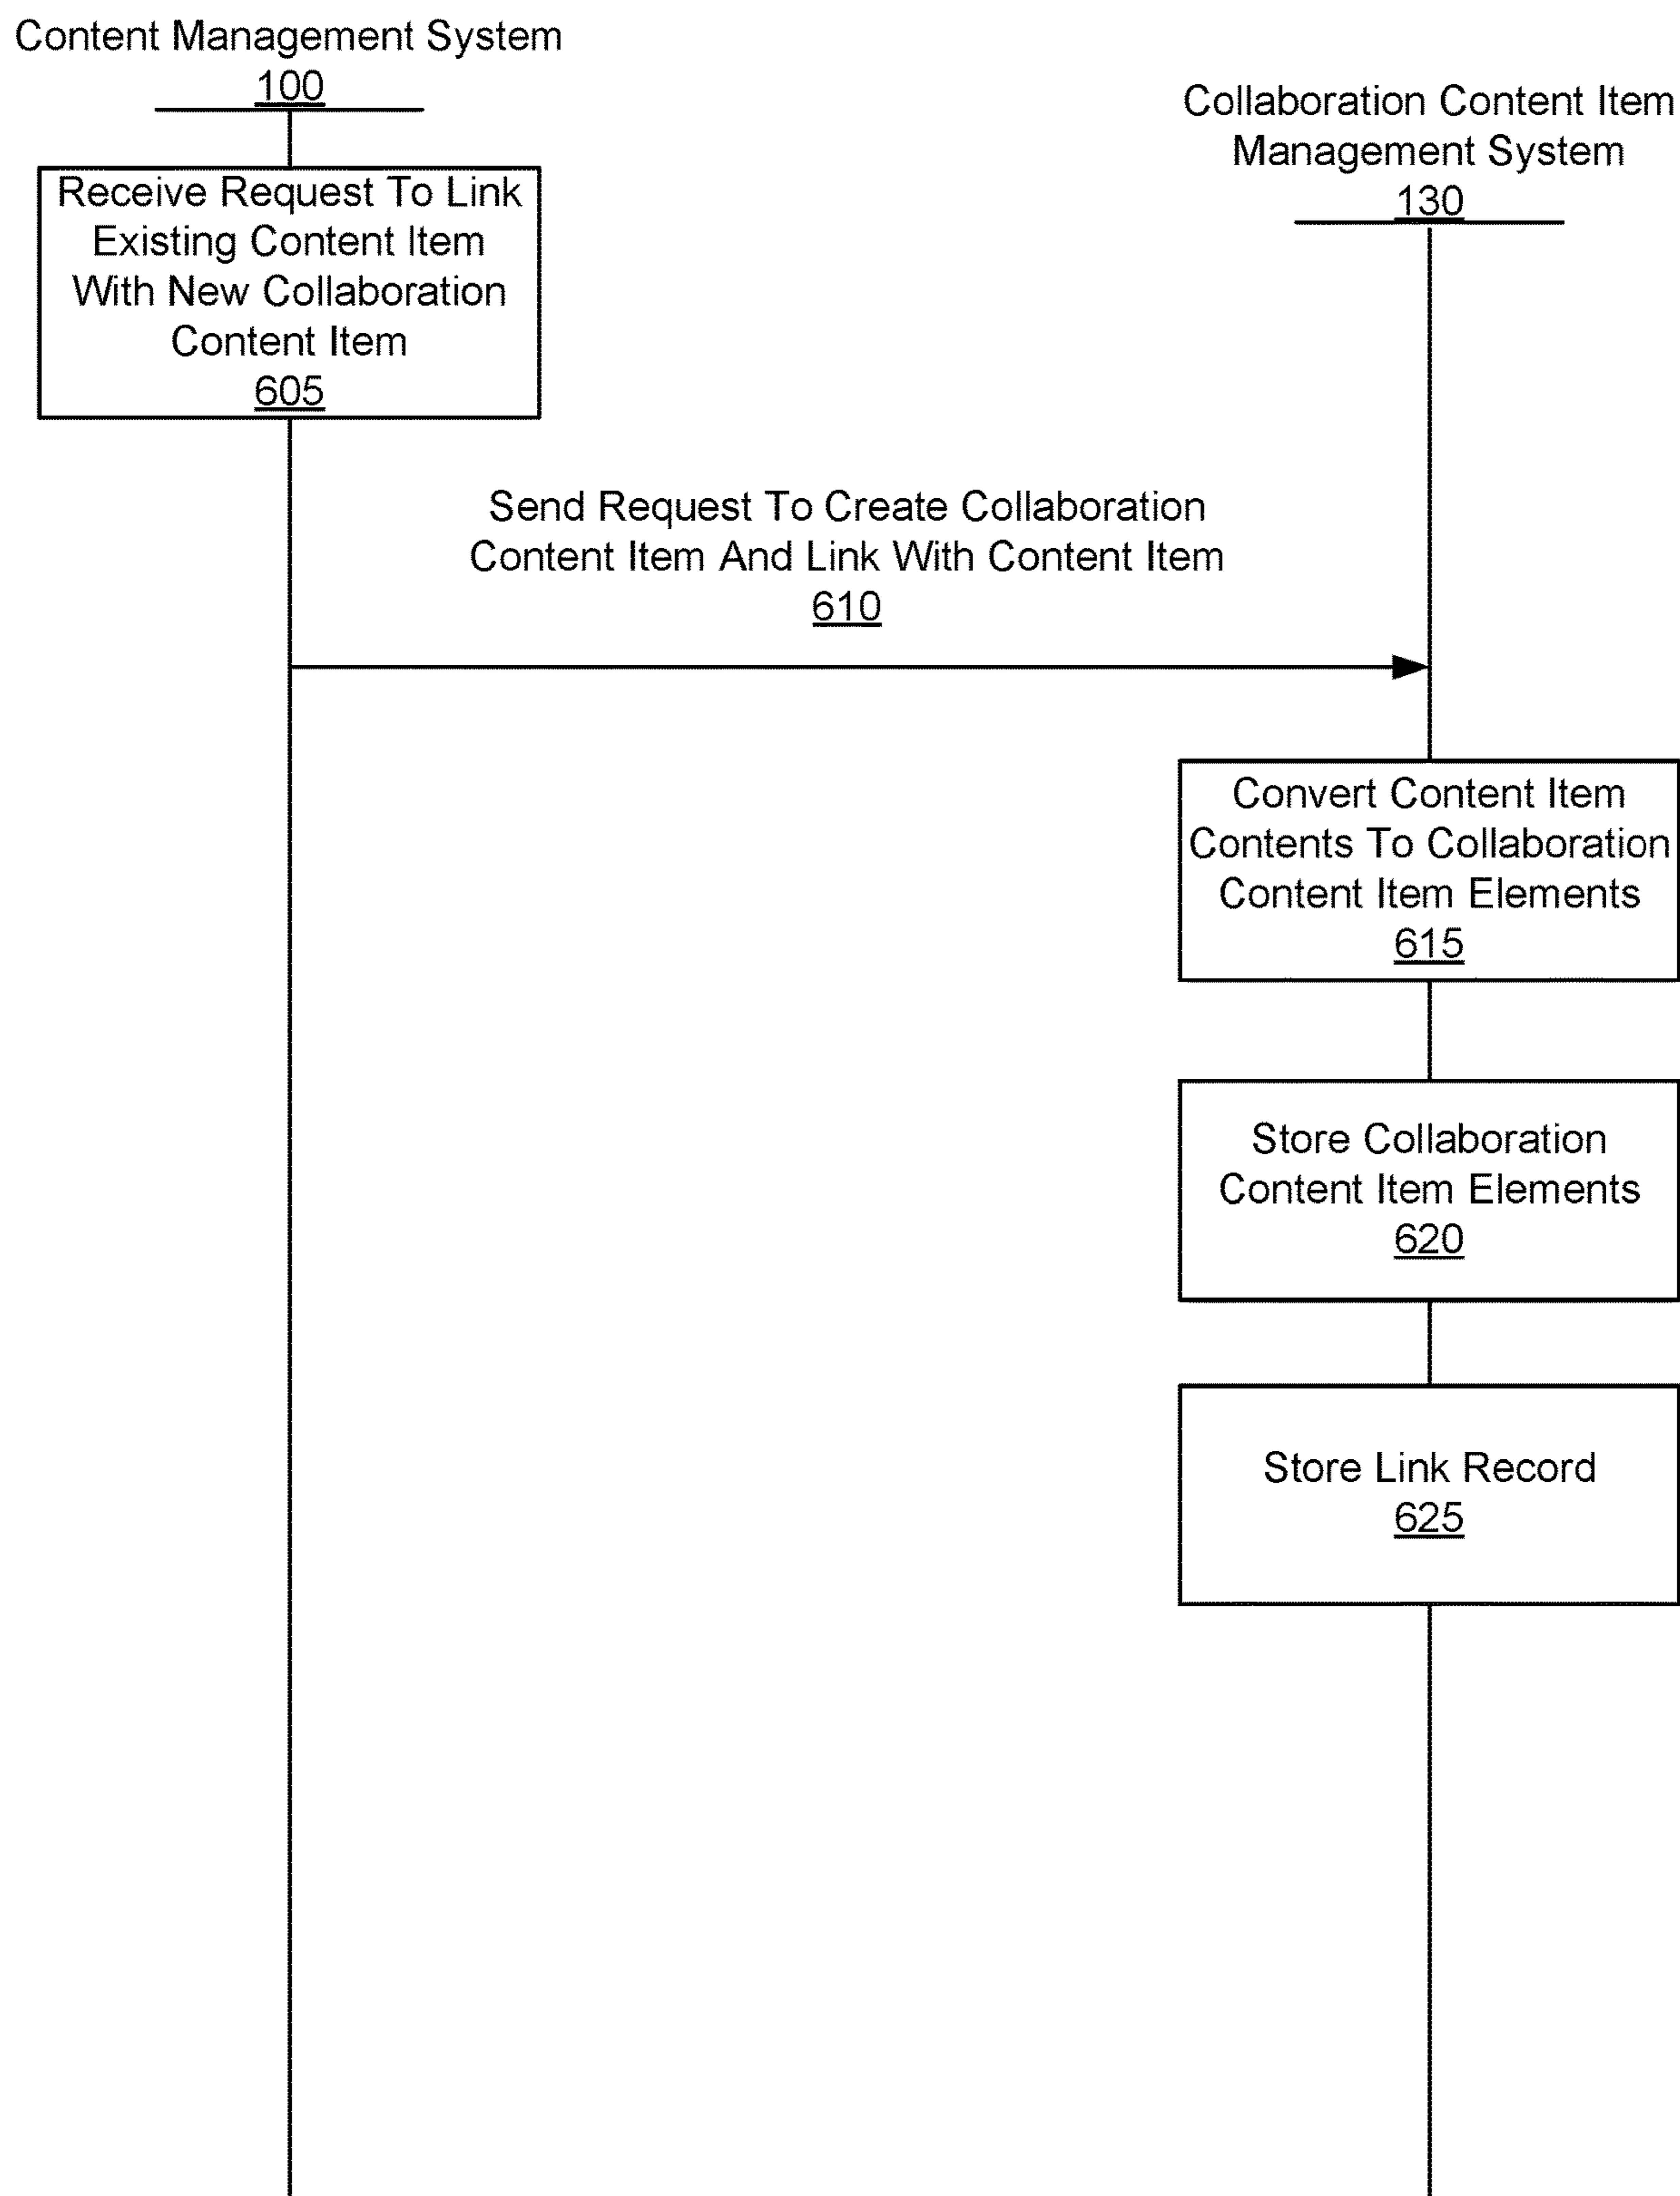 Content Management System
100
Collaboration Content Item
Management System
130
Receive Request To Link
Existing Content Item
With New Collaboration
Content Item
605
Send Request To Create Collaboration
Content Item And Link With Content Item
610
Convert Content Item
Contents To Collaboration
Content Item Elements
615
Store Collaboration
Content Item Elements
620
Store Link Record
625